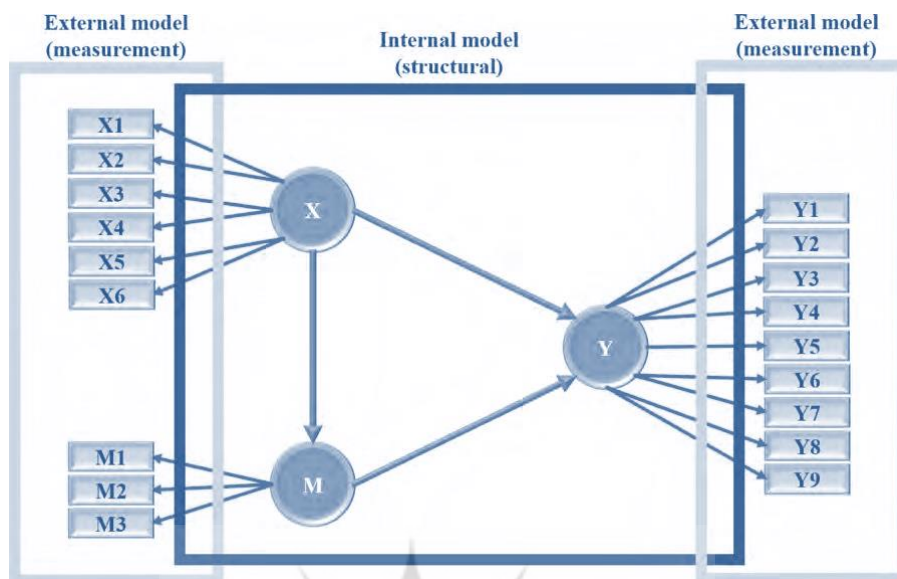 External model
(measurement)
Internal model
(structural)
External model
(measurement)
X1
X2
X3
X4
X5
X6
X
M1
M2
M3
M
Y
Y1
Y2
Y3
Y4
Y5
Y6
Y7
Y8
Y9